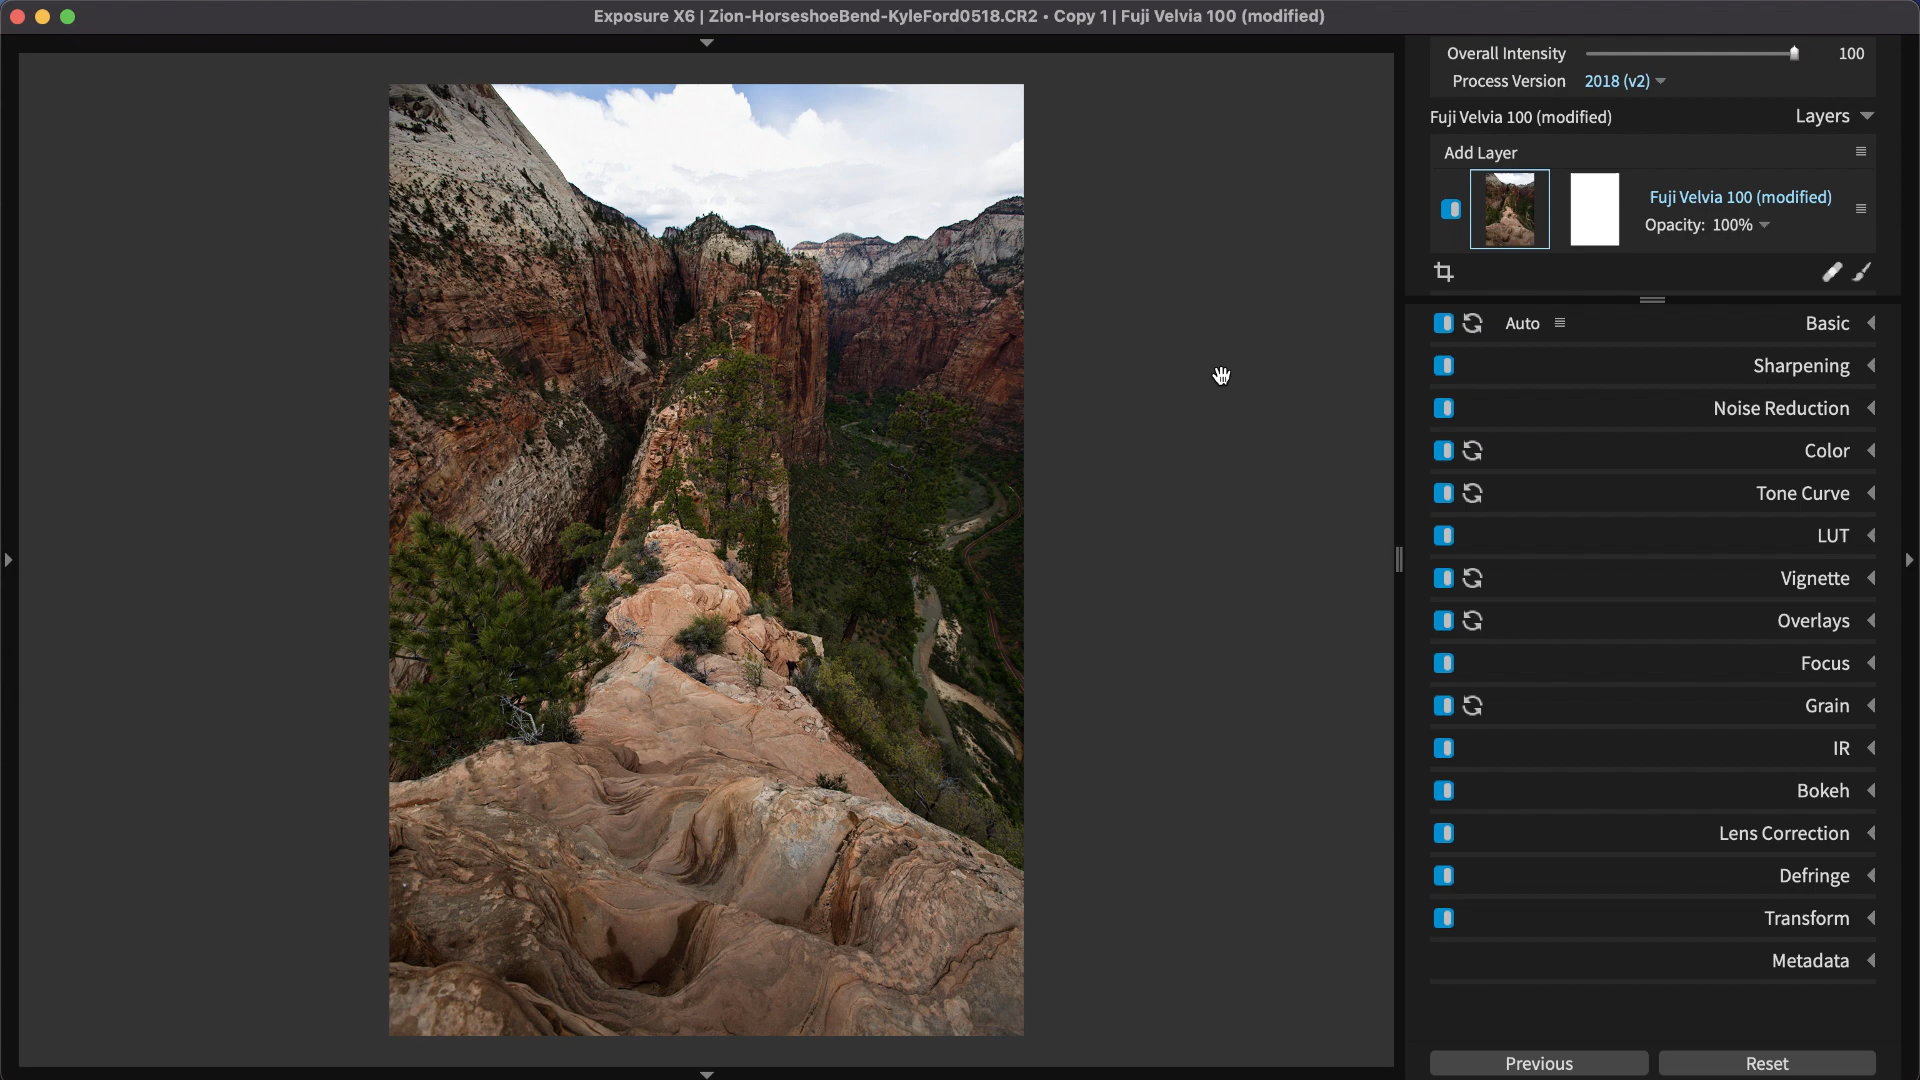 Exposure X6 | Zion-HorseshoeBend-KyleFord0518.CR2 • Copy 1 | Fuji Velvia 100 (modified)
Overall Intensity 100
Process Version 2018 (v2)
Fuji Velvia 100 (modified) Layers
Add Layer
Fuji Velvia 100 (modified)
Opacity: 100%
Auto Basic
Sharpening
Noise Reduction
Color
Tone Curve
LUT
Vignette
Overlays
Focus
Grain
IR
Bokeh
Lens Correction
Defringe
Transform
Metadata
Previous Reset